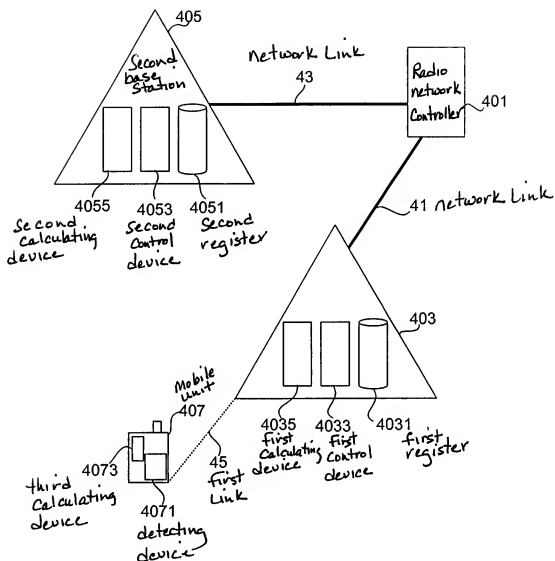 405
Second
base
Station
network Link
43
Radio
network
Controller
401
4055
4053
4051
second
calculating
device
second
control
device
second
register
41 network Link
403
mobile
unit
407
4035
4033
4031
first
calculating
device
first
control
device
first
register
4073
45
first
Link
third
calculating
device
4071
detecting
device